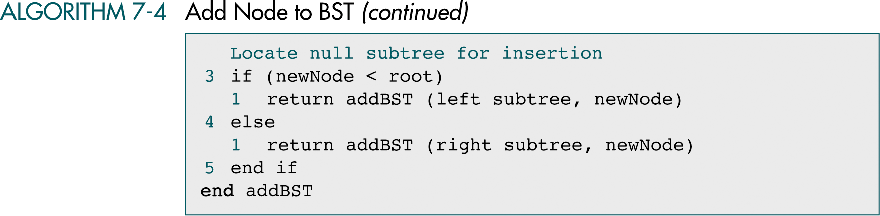 ALGORITHM 7-4 Add Node to BST (continued)
Locate null subtree for insertion
3 if (newNode < root)
1 return addBST (left subtree, newNode)
4 else
1 return addBST (right subtree, newNode)
5 end if
end addBST